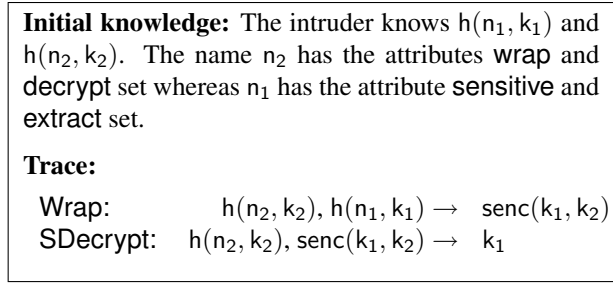 Initial knowledge: The intruder knows h(n₁, k₁) and
h(n₂, k₂). The name n₂ has the attributes wrap and
decrypt set whereas n₁ has the attribute sensitive and
extract set.
Trace:
Wrap: h(n₂, k₂), h(n₁, k₁) → senc(k₁, k₂)
SDecrypt: h(n₂, k₂), senc(k₁, k₂) → k₁